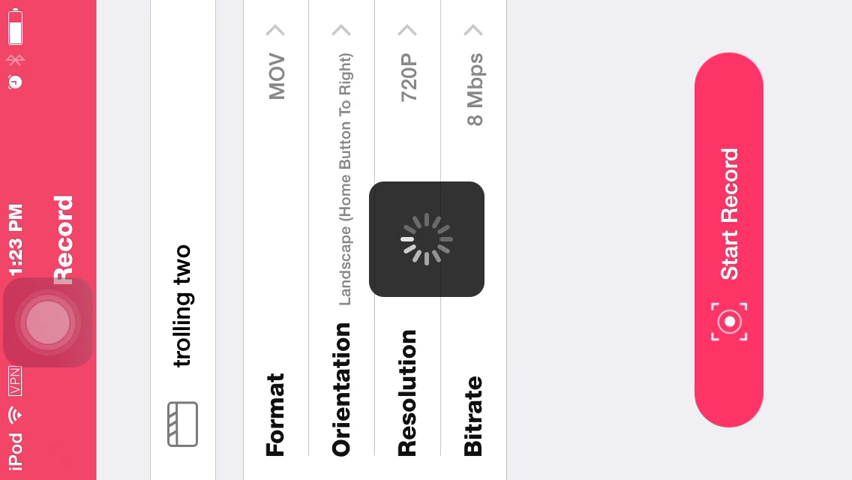 iPod VPN 1:23 PM
Record
trolling two
Format MOV
Orientation Landscape (Home Button To Right)
Resolution 720P
Bitrate 8 Mbps
Start Record